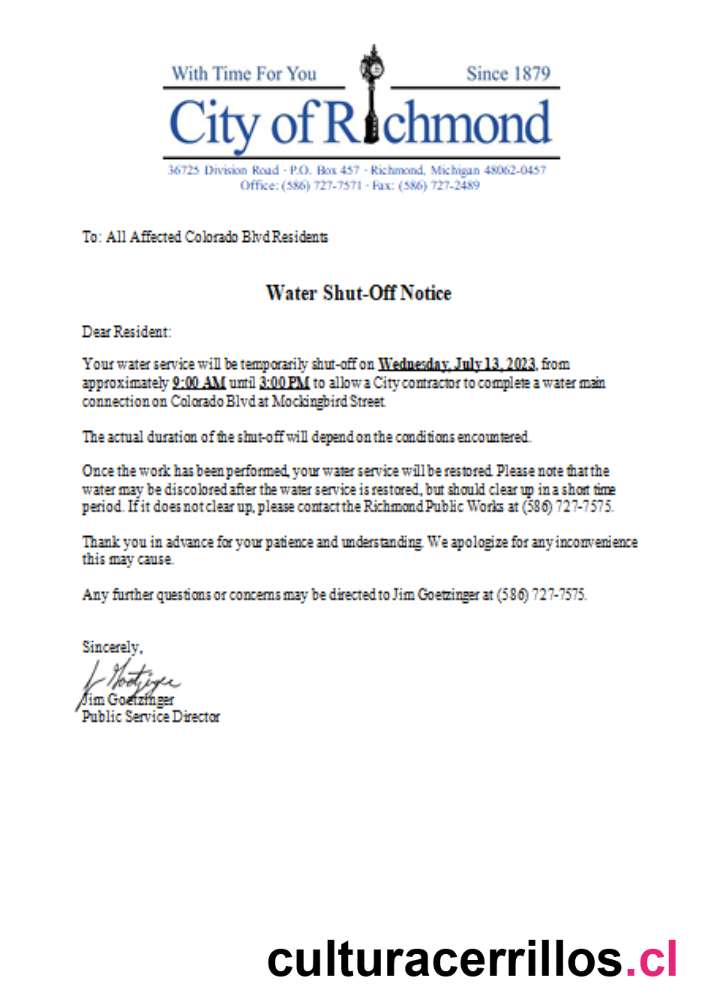 With Time For You Since 1879
City of Richmond
36725 Division Road · P.O. Box 457 · Richmond, Michigan 48062-0457
Office: (586) 727-7571 · Fax: (586) 727-2489
To: All Affected Colorado Blvd Residents
Water Shut-Off Notice
Dear Resident:
Your water service will be temporarily shut-off on Wednesday, July 13, 2023, from
approximately 9:00 AM until 3:00 PM to allow a City contractor to complete a water main
connection on Colorado Blvd at Mockingbird Street.
The actual duration of the shut-off will depend on the conditions encountered.
Once the work has been performed, your water service will be restored. Please note that the
water may be discolored after the water service is restored, but should clear up in a short time
period. If it does not clear up, please contact the Richmond Public Works at (586) 727-7575.
Thank you in advance for your patience and understanding. We apologize for any inconvenience
this may cause.
Any further questions or concerns may be directed to Jim Goetzinger at (586) 727-7575.
Sincerely,
J Goetzinger
Jim Goetzinger
Public Service Director
culturacerrillos.cl